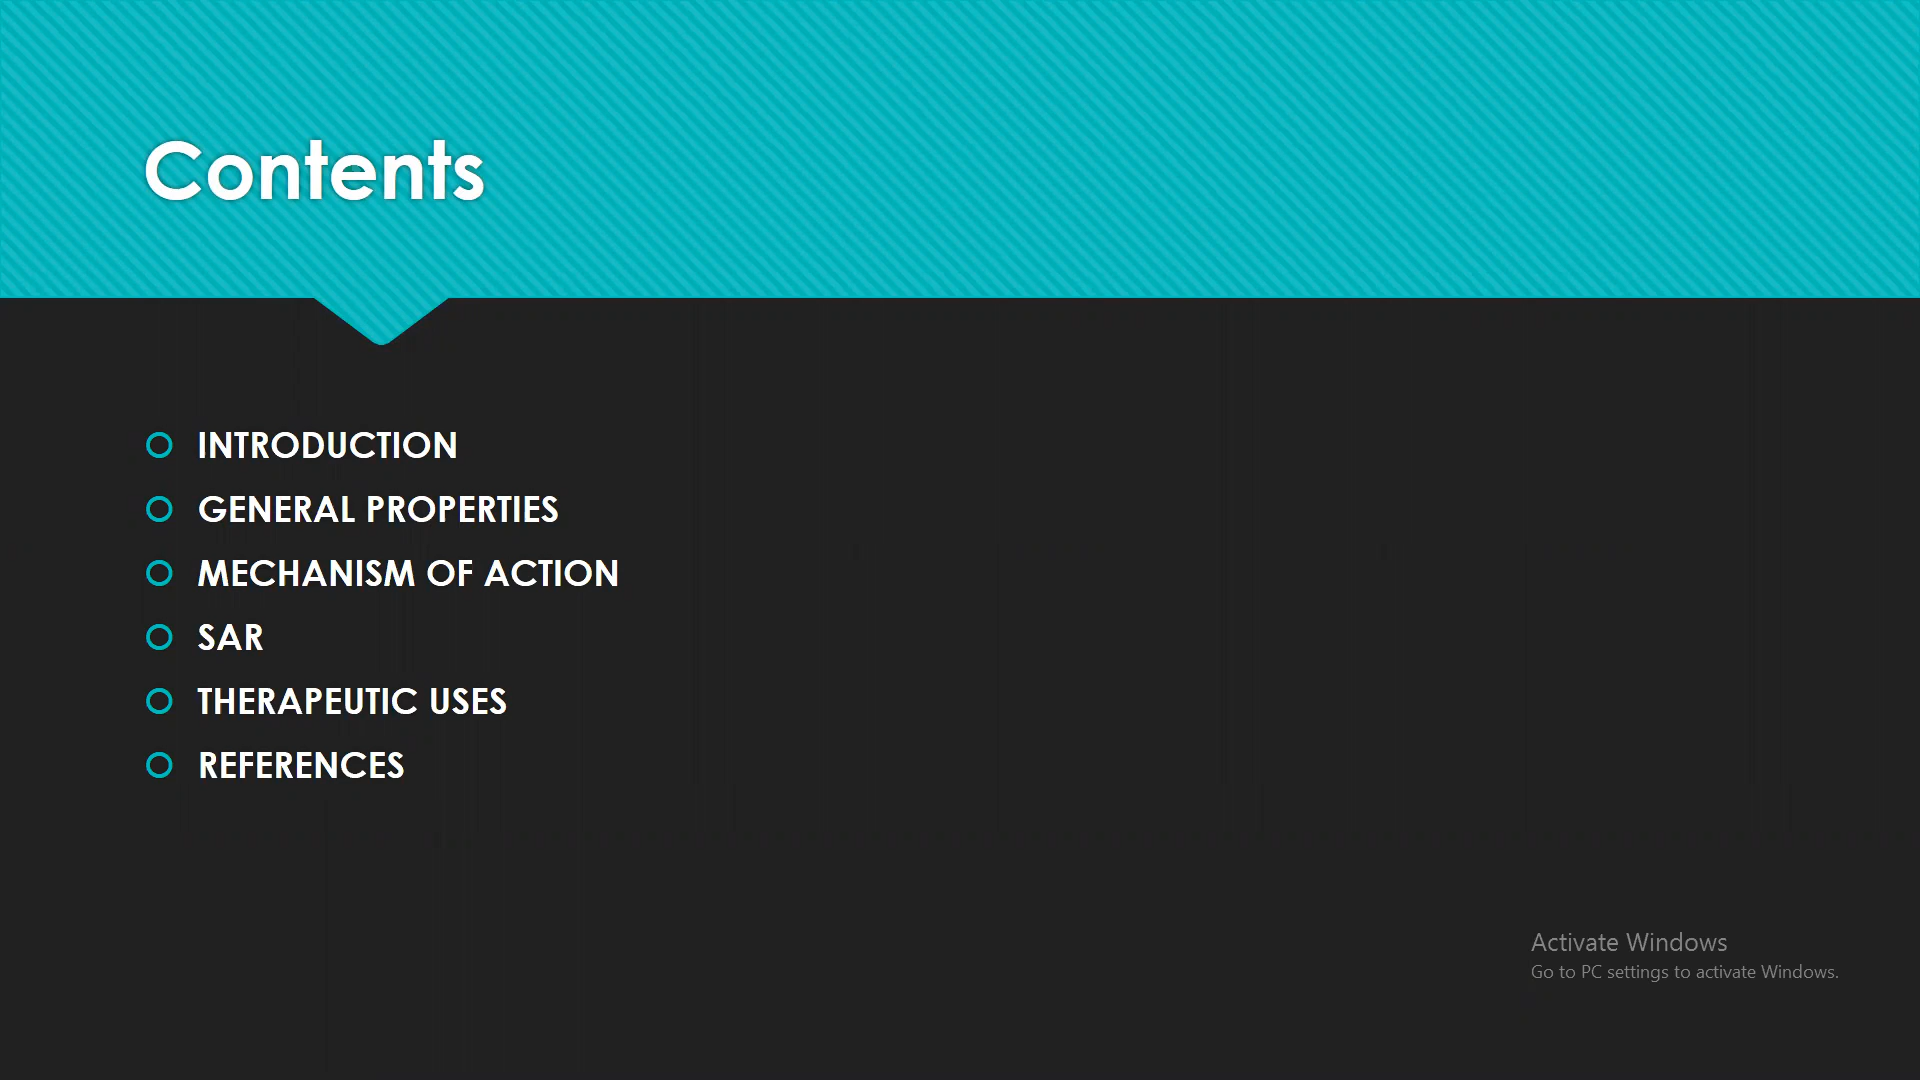 Contents
INTRODUCTION
GENERAL PROPERTIES
MECHANISM OF ACTION
SAR
THERAPEUTIC USES
REFERENCES
Activate Windows
Go to PC settings to activate Windows.